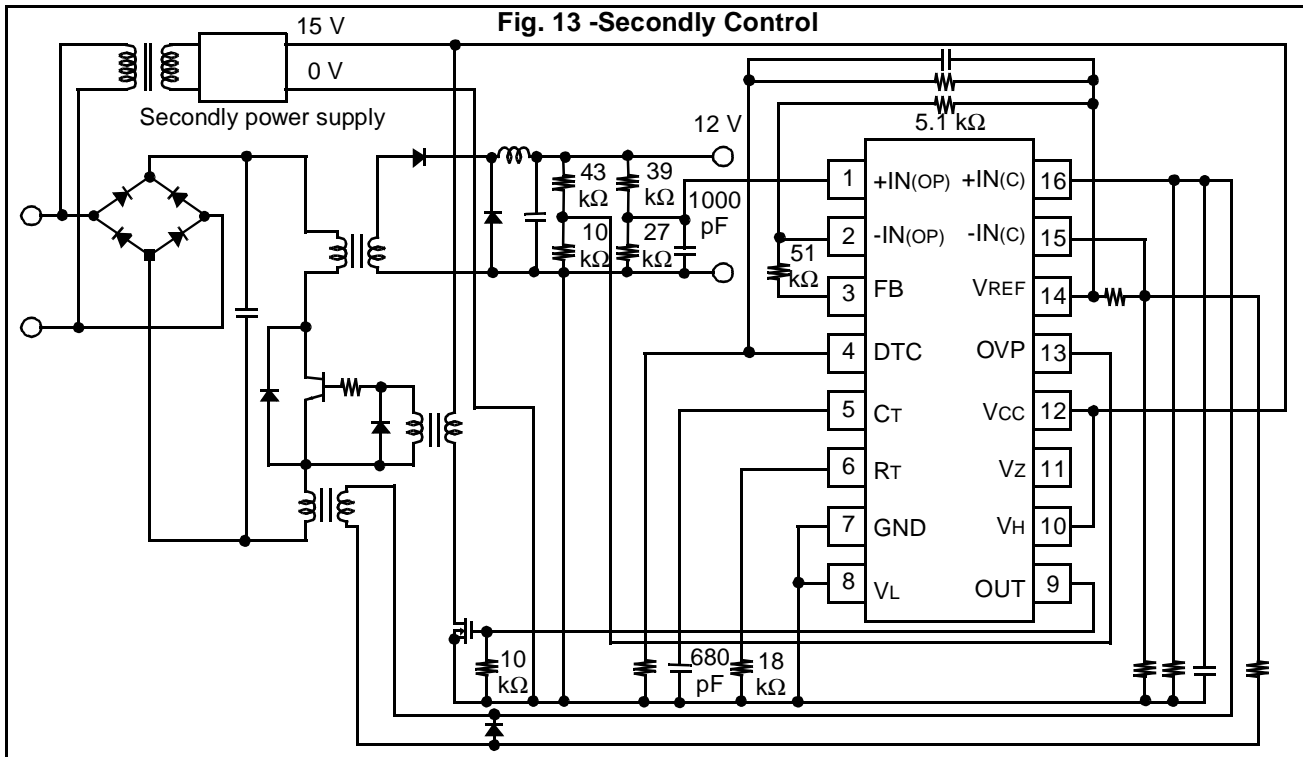 Fig. 13 -Secondly Control
15 V
0 V
Secondly power supply
5.1 kΩ
12 V
43 kΩ
39 kΩ
1000 pF
10 kΩ
27 kΩ
51 kΩ
1 +IN(OP) +IN(C) 16
2 -IN(OP) -IN(C) 15
3 FB VREF 14
4 DTC OVP 13
5 CT VCC 12
6 RT VZ 11
7 GND VH 10
8 VL OUT 9
10 kΩ
680 pF
18 kΩ